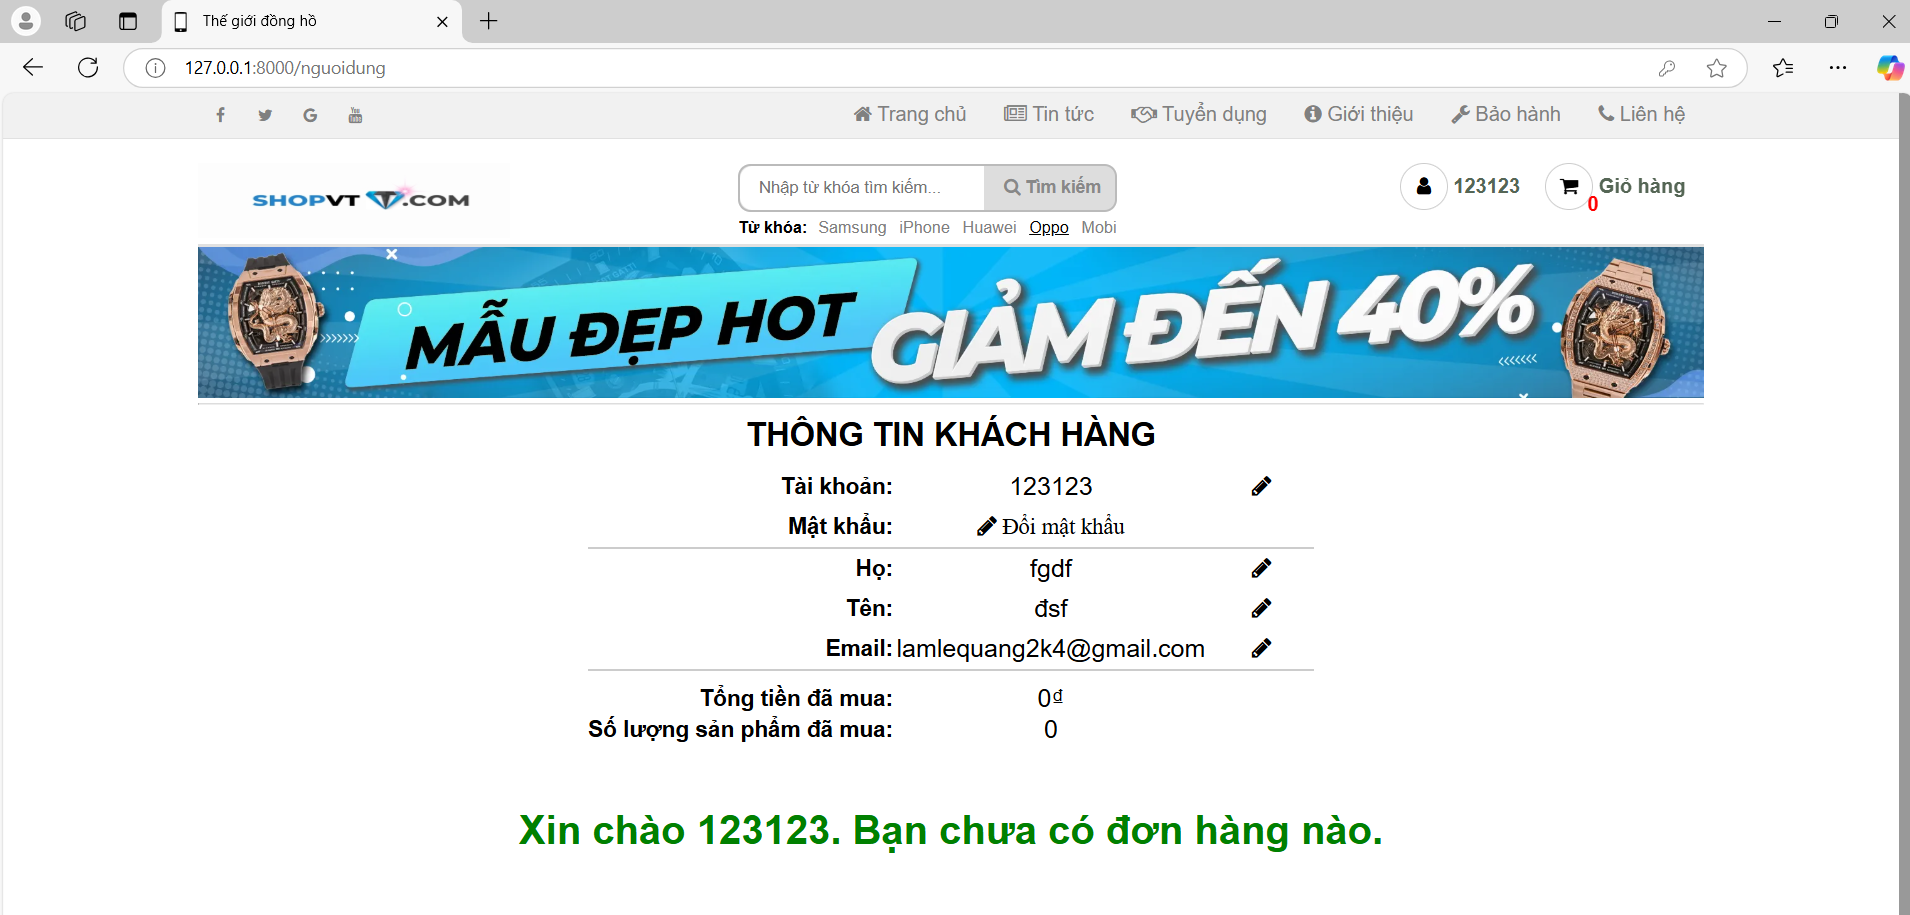 Thế giới đồng hồ
127.0.0.1:8000/nguoidung
Trang chủ Tin tức Tuyển dụng Giới thiệu Bảo hành Liên hệ
SHOPVT .COM
Nhập từ khóa tìm kiếm... Tìm kiếm
123123
0
Giỏ hàng
Từ khóa: Samsung iPhone Huawei Oppo Mobi
MẪU ĐẸP HOT GIẢM ĐẾN 40%
THÔNG TIN KHÁCH HÀNG
Tài khoản: 123123
Mật khẩu: Đổi mật khẩu
Họ: fgdf
Tên: đsf
Email: lamlequang2k4@gmail.com
Tổng tiền đã mua: 0₫
Số lượng sản phẩm đã mua: 0
Xin chào 123123. Bạn chưa có đơn hàng nào.